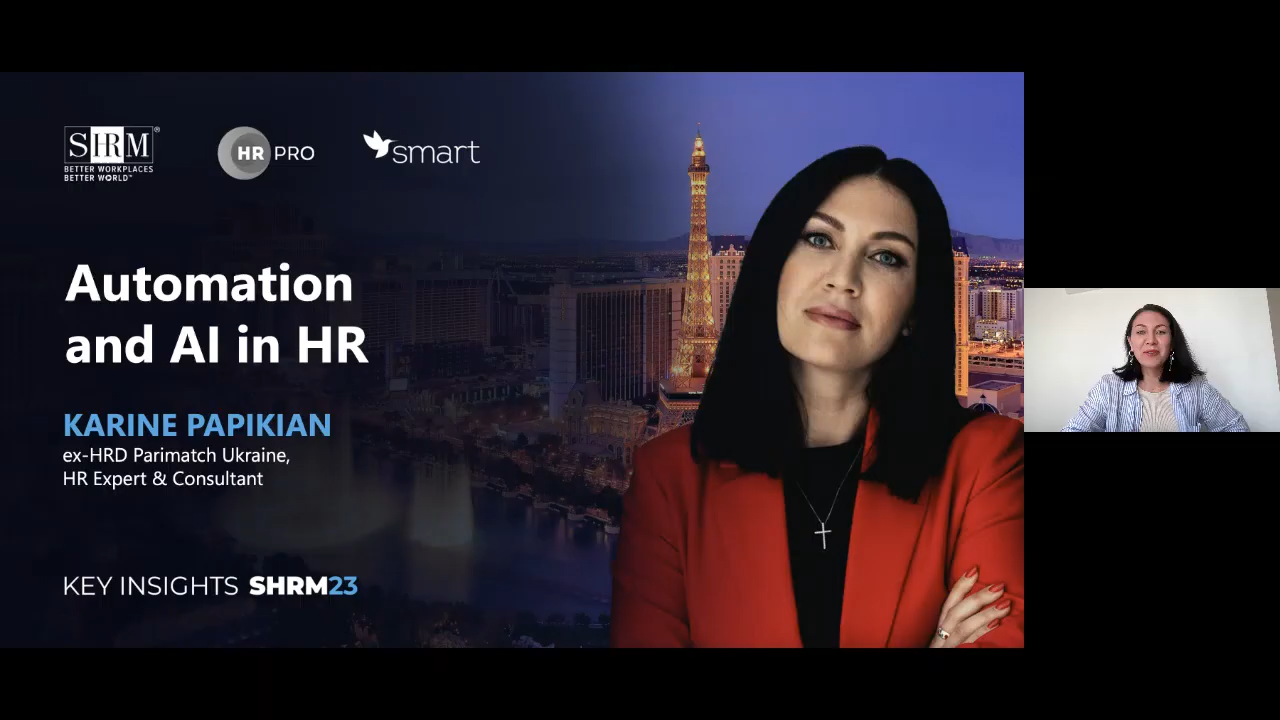 SHRM®
BETTER WORKPLACES
BETTER WORLD™
HR PRO
smart
Automation
and AI in HR
KARINE PAPIKIAN
ex-HRD Parimatch Ukraine,
HR Expert & Consultant
KEY INSIGHTS SHRM23